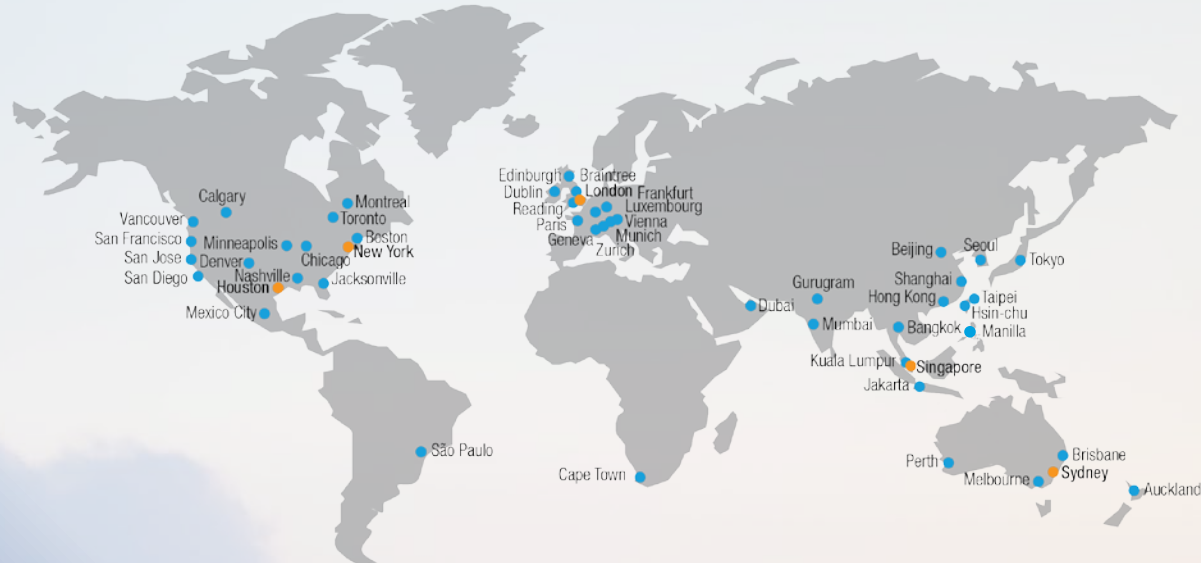 Calgary
Vancouver
Montreal
Toronto
San Francisco
Minneapolis
Boston
New York
San Jose
Denver
Chicago
San Diego
Nashville
Houston
Jacksonville
Mexico City
São Paulo
Edinburgh
Braintree
Dublin
London
Frankfurt
Reading
Luxembourg
Paris
Vienna
Geneva
Munich
Zurich
Cape Town
Dubai
Gurugram
Mumbai
Beijing
Seoul
Tokyo
Shanghai
Hong Kong
Taipei
Hsin-chu
Bangkok
Manilla
Kuala Lumpur
Singapore
Jakarta
Perth
Brisbane
Melbourne
Sydney
Auckland